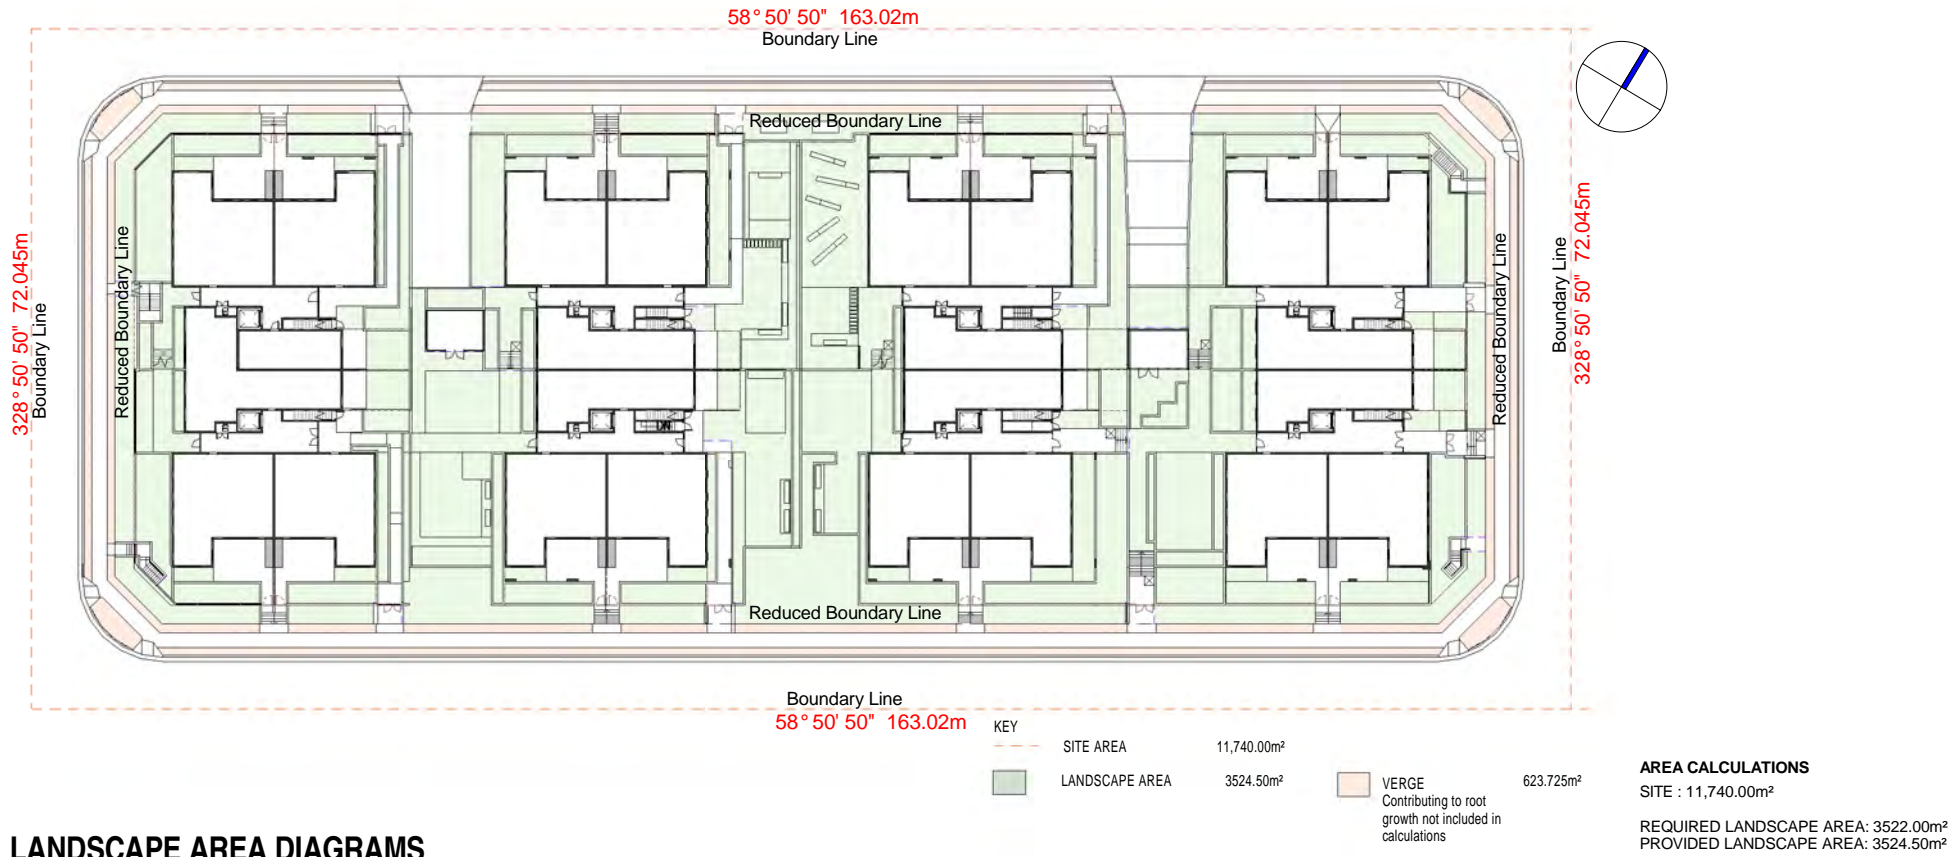 58° 50' 50" 163.02m
Boundary Line
Reduced Boundary Line
328° 50' 50" 72.045m
Boundary Line
Reduced Boundary Line
Reduced Boundary Line
Boundary Line
328° 50' 50" 72.045m
Reduced Boundary Line
Boundary Line
58° 50' 50" 163.02m
KEY
SITE AREA 11,740.00m²
LANDSCAPE AREA 3524.50m²
VERGE 623.725m²
Contributing to root
growth not included in
calculations
AREA CALCULATIONS
SITE : 11,740.00m²
REQUIRED LANDSCAPE AREA: 3522.00m²
PROVIDED LANDSCAPE AREA: 3524.50m²
LANDSCAPE AREA DIAGRAMS